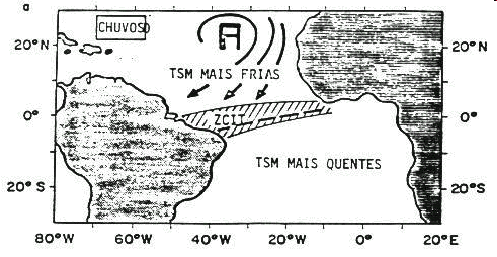 a
CHUVOSO
A
20°N
20°N
TSM MAIS FRIAS
ZCIT
0°
0°
TSM MAIS QUENTES
20°S
20°S
80°W 60°W 40°W 20°W 0° 20°E